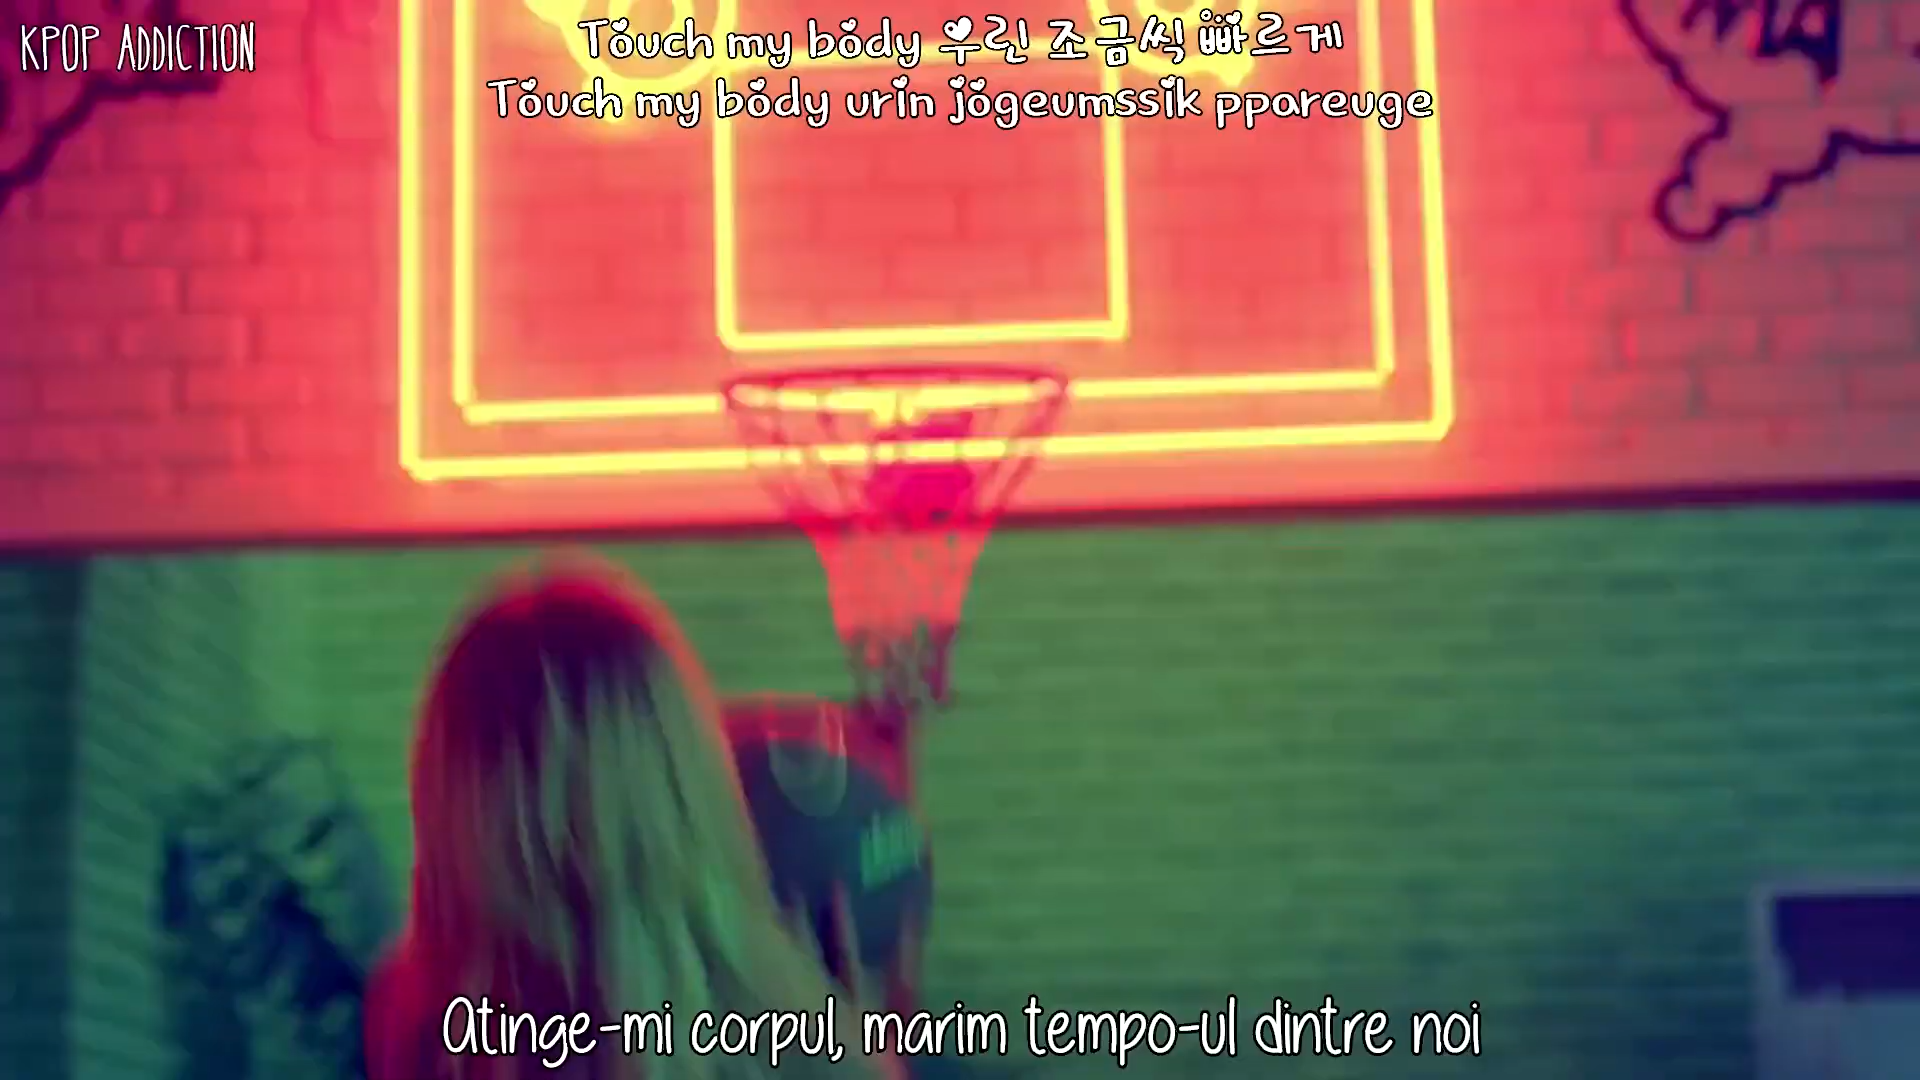 KPOP ADDICTION
Touch my body 우린 조금씩 빠르게
Touch my body urin jogeumssik ppareuge
Atinge-mi corpul, marim tempo-ul dintre noi